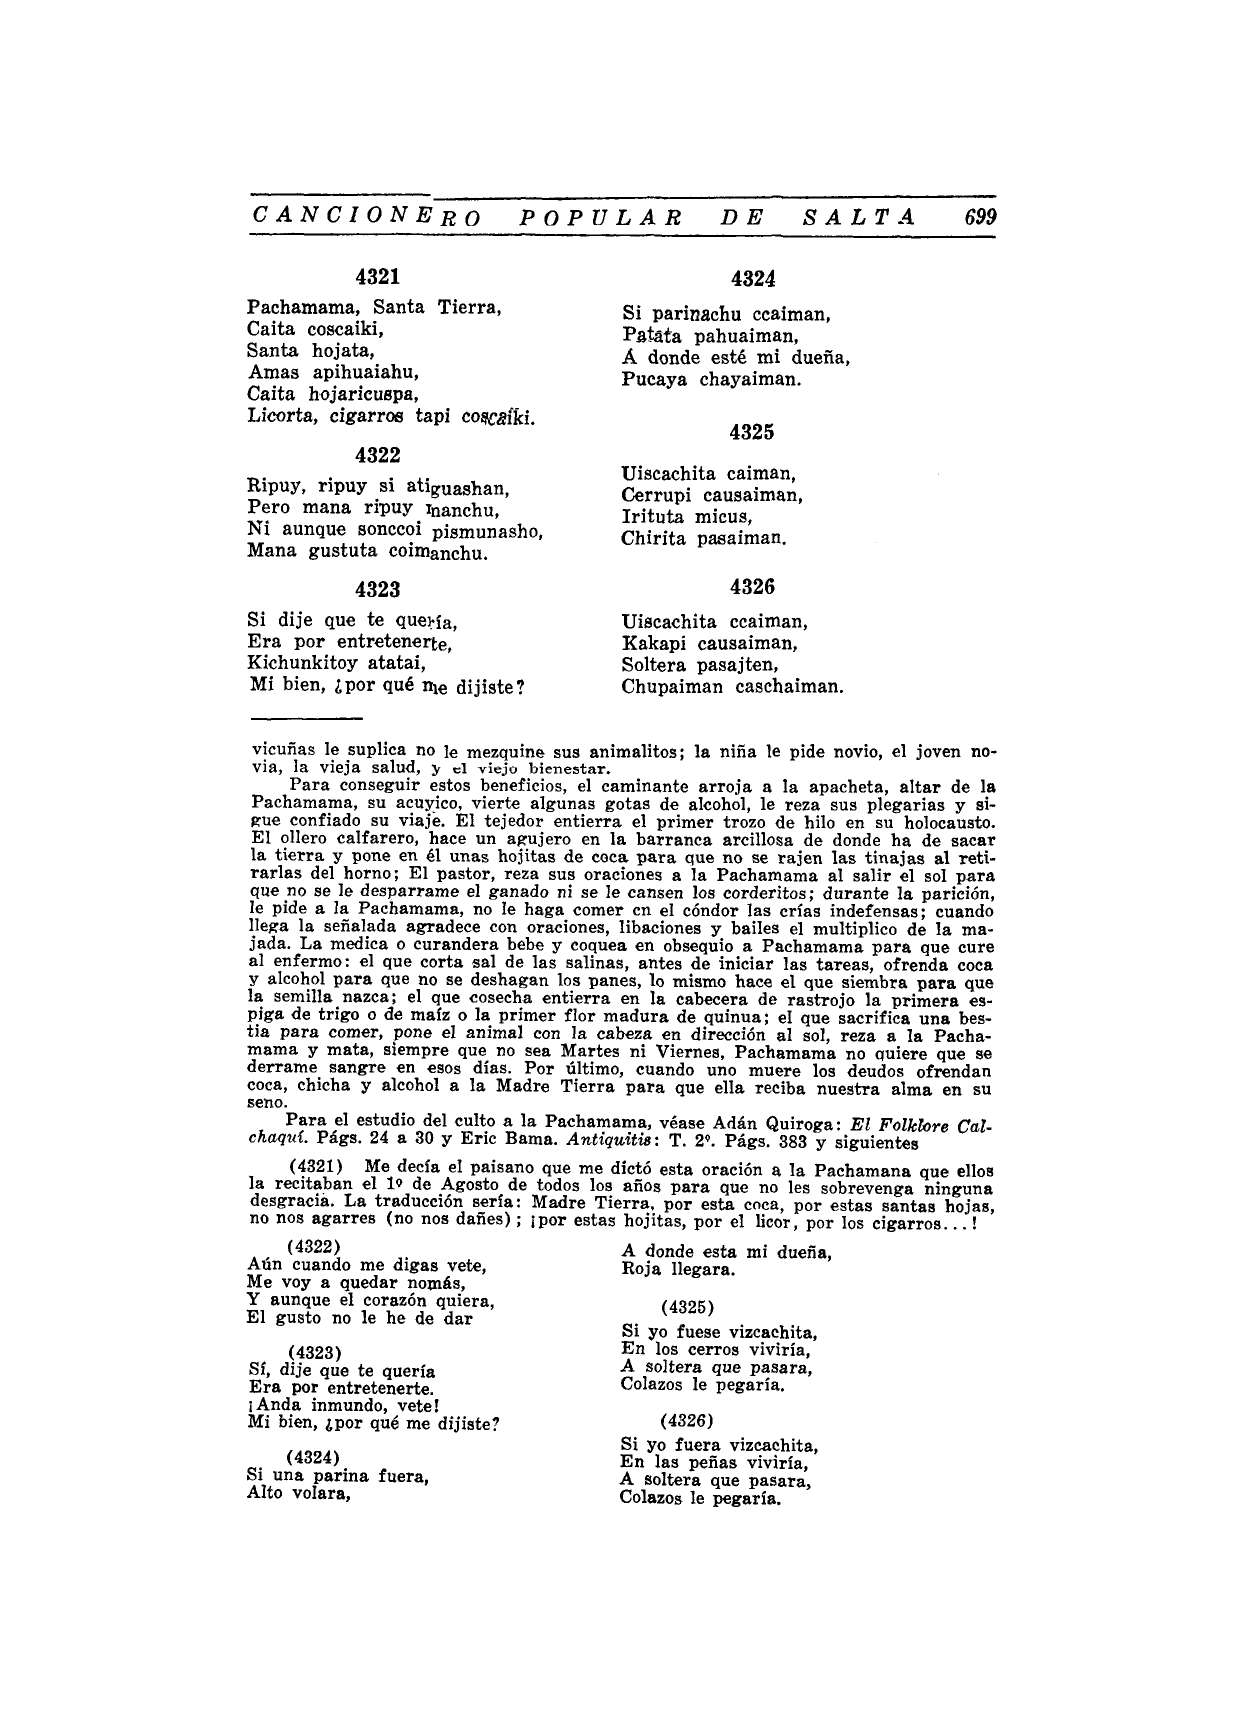 CANCIONERO POPULAR DE SALTA 699
4321
Pachamama, Santa Tierra,
Caita coscaiki,
Santa hojata,
Amas apihuaiahu,
Caita hojaricuspa,
Licorta, cigarros tapi coscaiki.
4322
Ripuy, ripuy si atiguashan,
Pero mana ripuy manchu,
Ni aunque sonccoi pismunasho,
Mana gustuta coimanchu.
4323
Si dije que te quería,
Era por entretenerte,
Kichunkitoy atatai,
Mi bien, ¿por qué me dijiste?
4324
Si parinachu ccaiman,
Patata pahuaiman,
A donde esté mi dueña,
Pucaya chayaiman.
4325
Uiscachita caiman,
Cerrupi causaiman,
Irituta micus,
Chirita pasaiman.
4326
Uiscachita ccaiman,
Kakapi causaiman,
Soltera pasajten,
Chupaiman caschaiman.
vicuñas le suplica no le mezquine sus animalitos; la niña le pide novio, el joven no-
via, la vieja salud, y el viejo bienestar.
Para conseguir estos beneficios, el caminante arroja a la apacheta, altar de la
Pachamama, su acuyico, vierte algunas gotas de alcohol, le reza sus plegarias y si-
gue confiado su viaje. El tejedor entierra el primer trozo de hilo en su holocausto.
El ollero calfarero, hace un agujero en la barranca arcillosa de donde ha de sacar
la tierra y pone en él unas hojitas de coca para que no se rajen las tinajas al reti-
rarlas del horno; El pastor, reza sus oraciones a la Pachamama al salir el sol para
que no se le desparrame el ganado ni se le cansen los corderitos; durante la parición,
le pide a la Pachamama, no le haga comer cn el cóndor las crías indefensas; cuando
llega la señalada agradece con oraciones, libaciones y bailes el multiplico de la ma-
jada. La medica o curandera bebe y coquea en obsequio a Pachamama para que cure
al enfermo: el que corta sal de las salinas, antes de iniciar las tareas, ofrenda coca
y alcohol para que no se deshagan los panes, lo mismo hace el que siembra para que
la semilla nazca; el que cosecha entierra en la cabecera de rastrojo la primera es-
piga de trigo o de maíz o la primer flor madura de quinua; el que sacrifica una bes-
tia para comer, pone el animal con la cabeza en dirección al sol, reza a la Pacha-
mama y mata, siempre que no sea Martes ni Viernes, Pachamama no quiere que se
derrame sangre en esos días. Por último, cuando uno muere los deudos ofrendan
coca, chicha y alcohol a la Madre Tierra para que ella reciba nuestra alma en su
seno.
Para el estudio del culto a la Pachamama, véase Adán Quiroga: El Folklore Cal-
chaquí. Págs. 24 a 30 y Eric Bama. Antiquitis: T. 2º. Págs. 383 y siguientes
(4321) Me decía el paisano que me dictó esta oración a la Pachamana que ellos
la recitaban el 1º de Agosto de todos los años para que no les sobrevenga ninguna
desgracia. La traducción sería: Madre Tierra, por esta coca, por estas santas hojas,
no nos agarres (no nos dañes); ¡por estas hojitas, por el licor, por los cigarros...!
(4322)
Aún cuando me digas vete,
Me voy a quedar nomás,
Y aunque el corazón quiera,
El gusto no le he de dar
(4323)
Sí, dije que te quería
Era por entretenerte.
¡Anda inmundo, vete!
Mi bien, ¿por qué me dijiste?
(4324)
Si una parina fuera,
Alto volara,
A donde esta mi dueña,
Roja llegara.
(4325)
Si yo fuese vizcachita,
En los cerros viviría,
A soltera que pasara,
Colazos le pegaría.
(4326)
Si yo fuera vizcachita,
En las peñas viviría,
A soltera que pasara,
Colazos le pegaría.